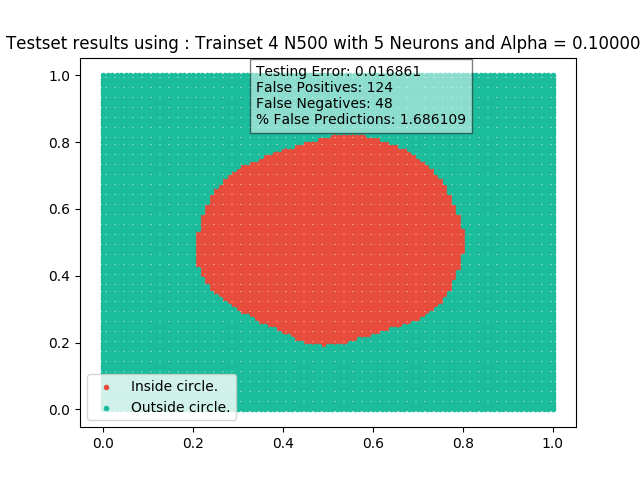 Testset results using : Trainset 4 N500 with 5 Neurons and Alpha = 0.10000
Testing Error: 0.016861
False Positives: 124
False Negatives: 48
% False Predictions: 1.686109
1.0
0.8
0.6
0.4
0.2
0.0
Inside circle.
Outside circle.
0.0 0.2 0.4 0.6 0.8 1.0